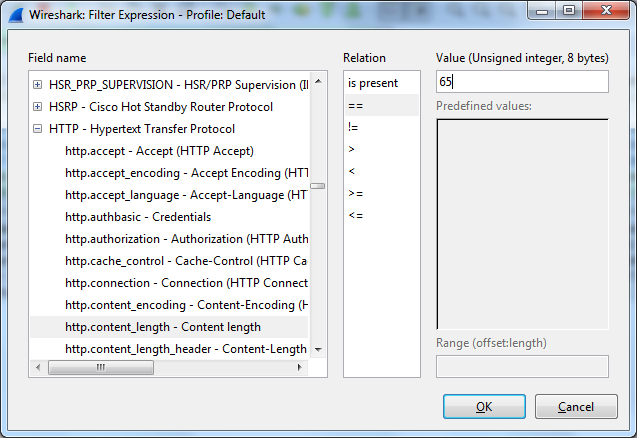 Wireshark: Filter Expression - Profile: Default
Field name
Relation
Value (Unsigned integer, 8 bytes)
HSR_PRP_SUPERVISION - HSR/PRP Supervision (I
is present
65
HSRP - Cisco Hot Standby Router Protocol
==
Predefined values:
HTTP - Hypertext Transfer Protocol
!=
http.accept - Accept (HTTP Accept)
>
http.accept_encoding - Accept Encoding (HT
<
http.accept_language - Accept-Language (HT
>=
http.authbasic - Credentials
<=
http.authorization - Authorization (HTTP Auth
http.cache_control - Cache-Control (HTTP Ca
http.connection - Connection (HTTP Connect
http.content_encoding - Content-Encoding (H
http.content_length - Content length
http.content_length_header - Content-Length
Range (offset:length)
OK
Cancel